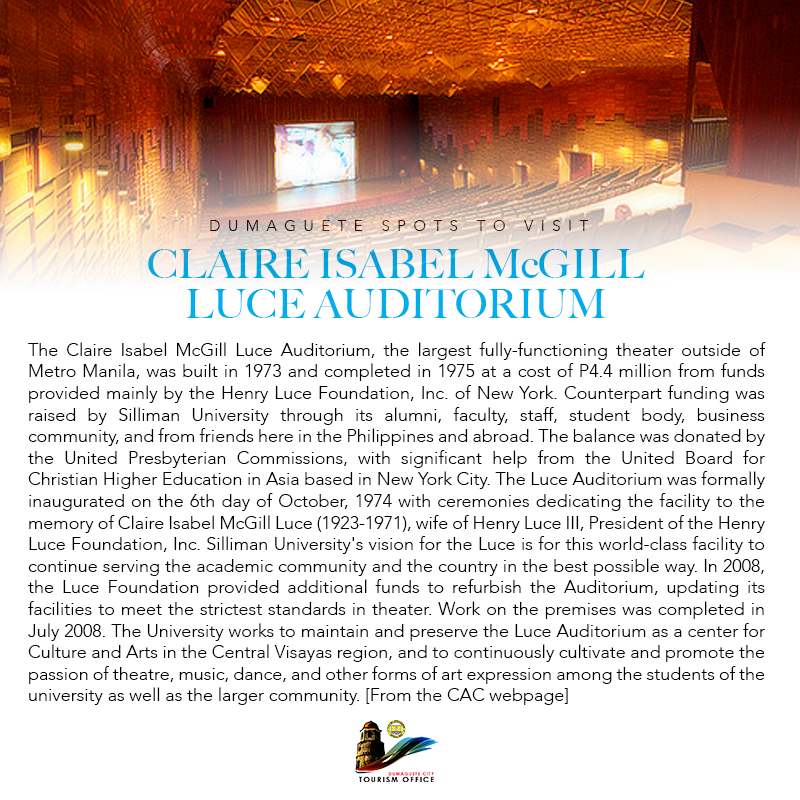 DUMAGUETE SPOTS TO VISIT
CLAIRE ISABEL McGILL
LUCE AUDITORIUM
The Claire Isabel McGill Luce Auditorium, the largest fully-functioning theater outside of
Metro Manila, was built in 1973 and completed in 1975 at a cost of P4.4 million from funds
provided mainly by the Henry Luce Foundation, Inc. of New York. Counterpart funding was
raised by Silliman University through its alumni, faculty, staff, student body, business
community, and from friends here in the Philippines and abroad. The balance was donated by
the United Presbyterian Commissions, with significant help from the United Board for
Christian Higher Education in Asia based in New York City. The Luce Auditorium was formally
inaugurated on the 6th day of October, 1974 with ceremonies dedicating the facility to the
memory of Claire Isabel McGill Luce (1923-1971), wife of Henry Luce III, President of the Henry
Luce Foundation, Inc. Silliman University's vision for the Luce is for this world-class facility to
continue serving the academic community and the country in the best possible way. In 2008,
the Luce Foundation provided additional funds to refurbish the Auditorium, updating its
facilities to meet the strictest standards in theater. Work on the premises was completed in
July 2008. The University works to maintain and preserve the Luce Auditorium as a center for
Culture and Arts in the Central Visayas region, and to continuously cultivate and promote the
passion of theatre, music, dance, and other forms of art expression among the students of the
university as well as the larger community. [From the CAC webpage]
DUMAGUETE CITY
TOURISM OFFICE